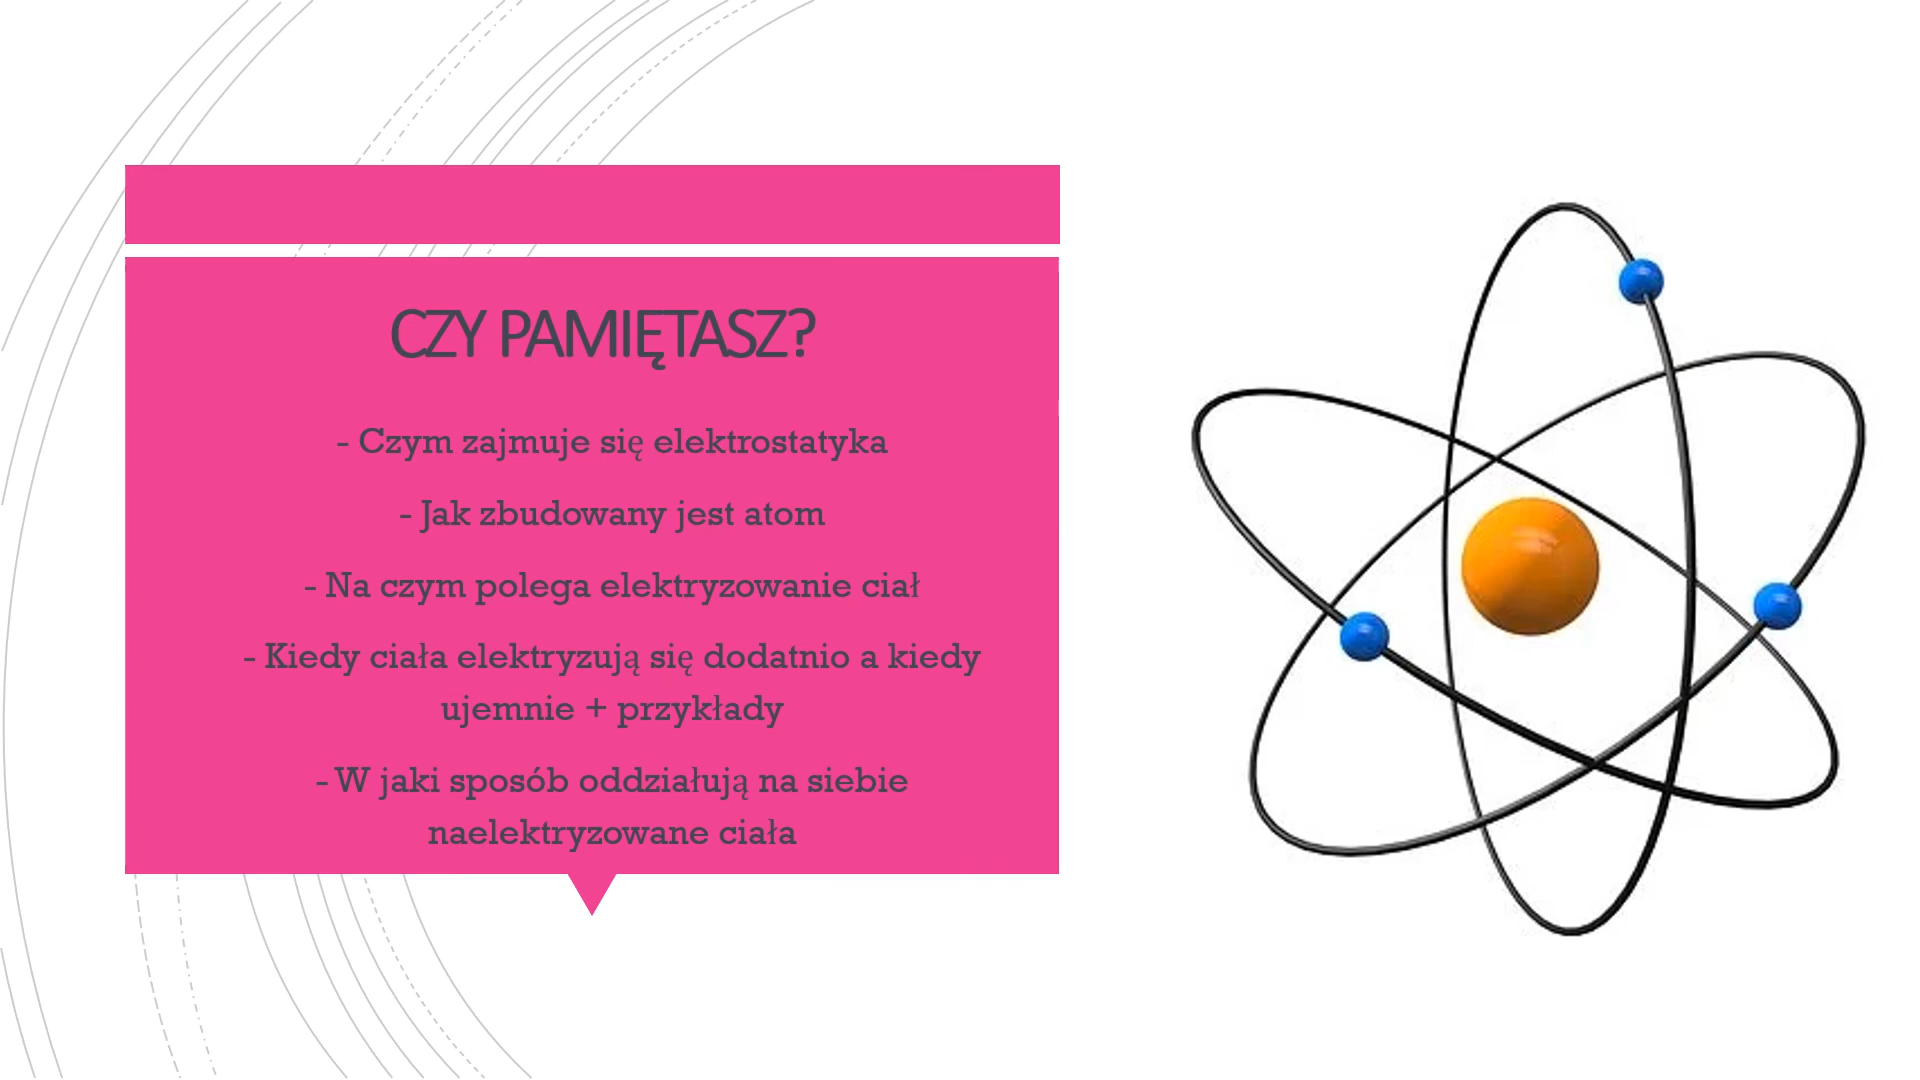 CZY PAMIĘTASZ?
- Czym zajmuje się elektrostatyka
- Jak zbudowany jest atom
- Na czym polega elektryzowanie ciał
- Kiedy ciała elektryzują się dodatnio a kiedy
ujemnie + przykłady
- W jaki sposób oddziałują na siebie
naelektryzowane ciała